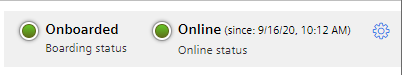 Onboarded
Boarding status
Online (since: 9/16/20, 10:12 AM)
Online status